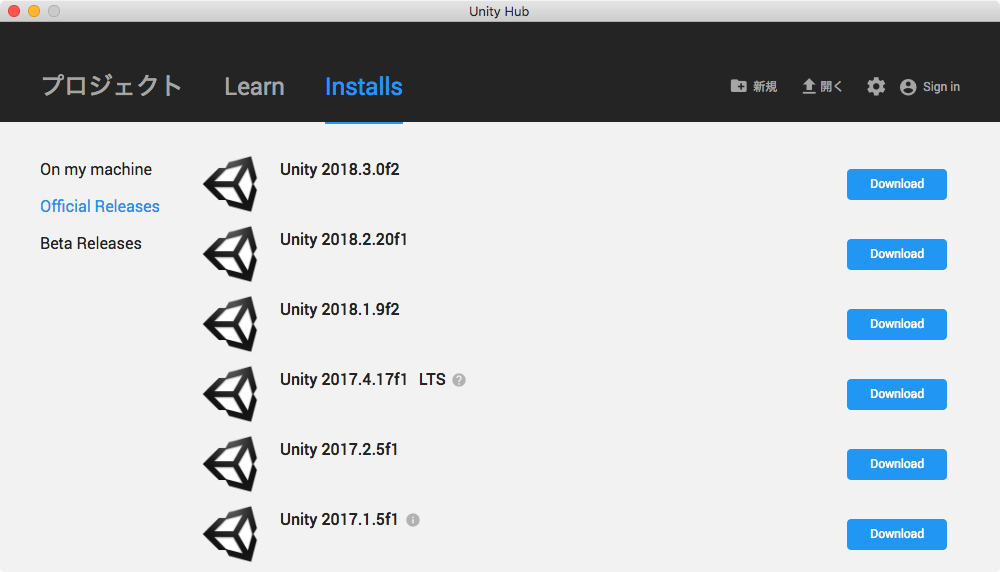 Unity Hub
プロジェクト Learn Installs 新規 開く Sign in
On my machine
Official Releases
Beta Releases
Unity 2018.3.0f2 Download
Unity 2018.2.20f1 Download
Unity 2018.1.9f2 Download
Unity 2017.4.17f1 LTS ? Download
Unity 2017.2.5f1 Download
Unity 2017.1.5f1 i Download